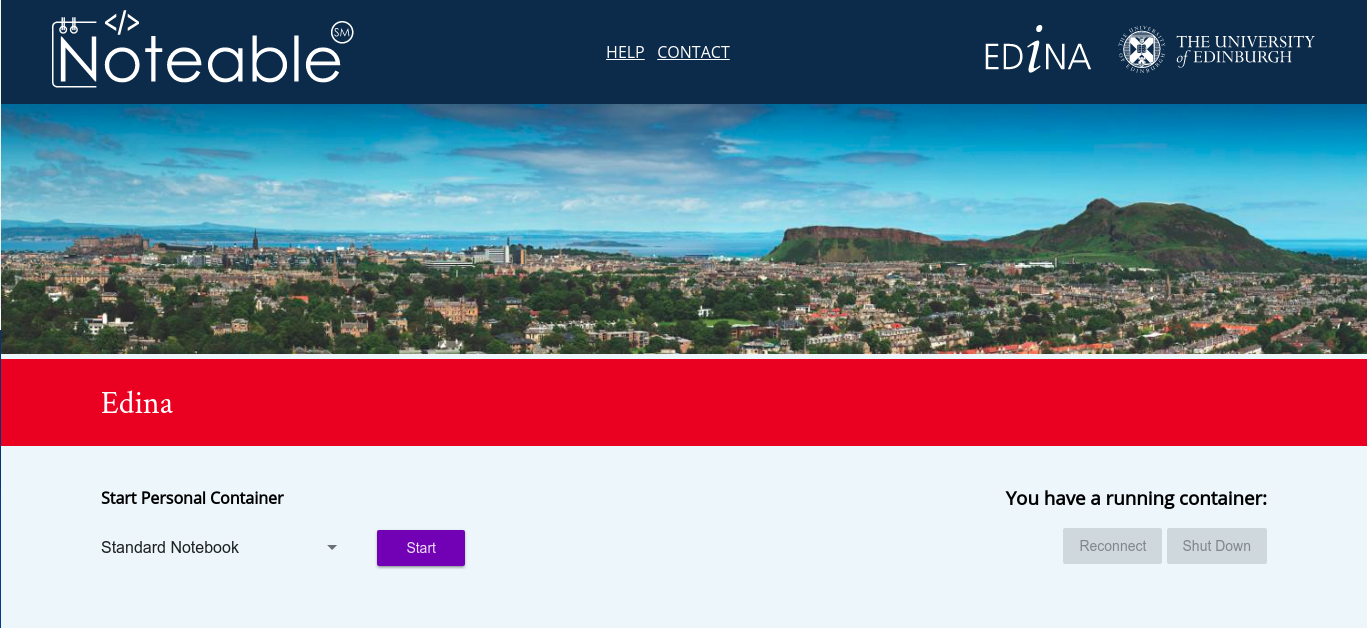 </> Noteable SM
HELP CONTACT
EDINA
THE UNIVERSITY
of EDINBURGH
Edina
Start Personal Container
Standard Notebook
Start
You have a running container:
Reconnect Shut Down